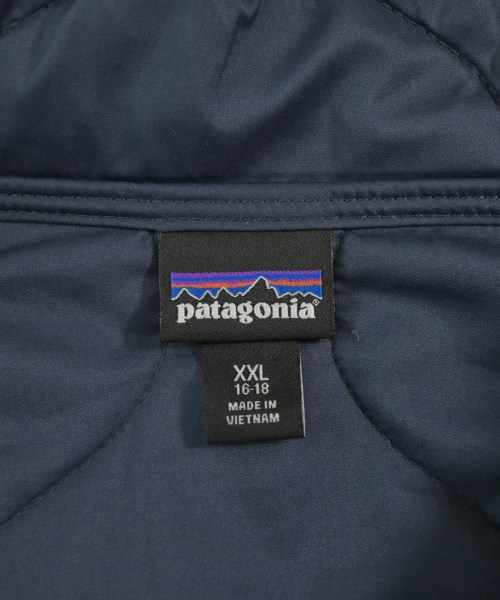 patagonia®
XXL
16-18
MADE IN
VIETNAM